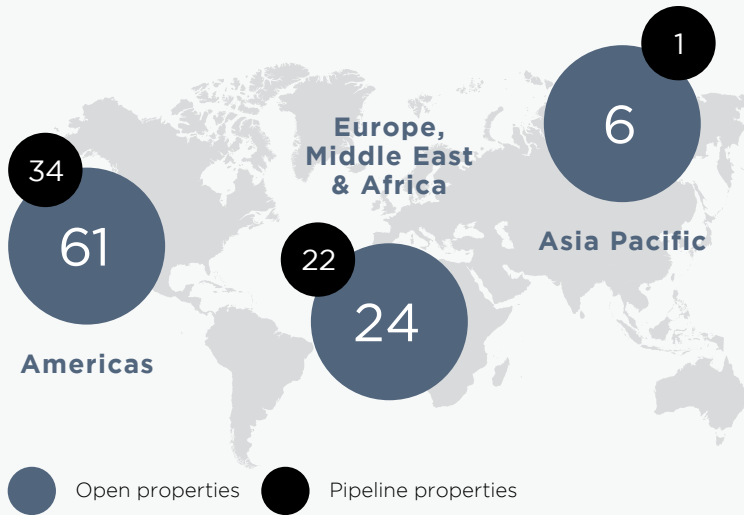 34
61
Americas
Europe,
Middle East
& Africa
22
24
1
6
Asia Pacific
Open properties
Pipeline properties